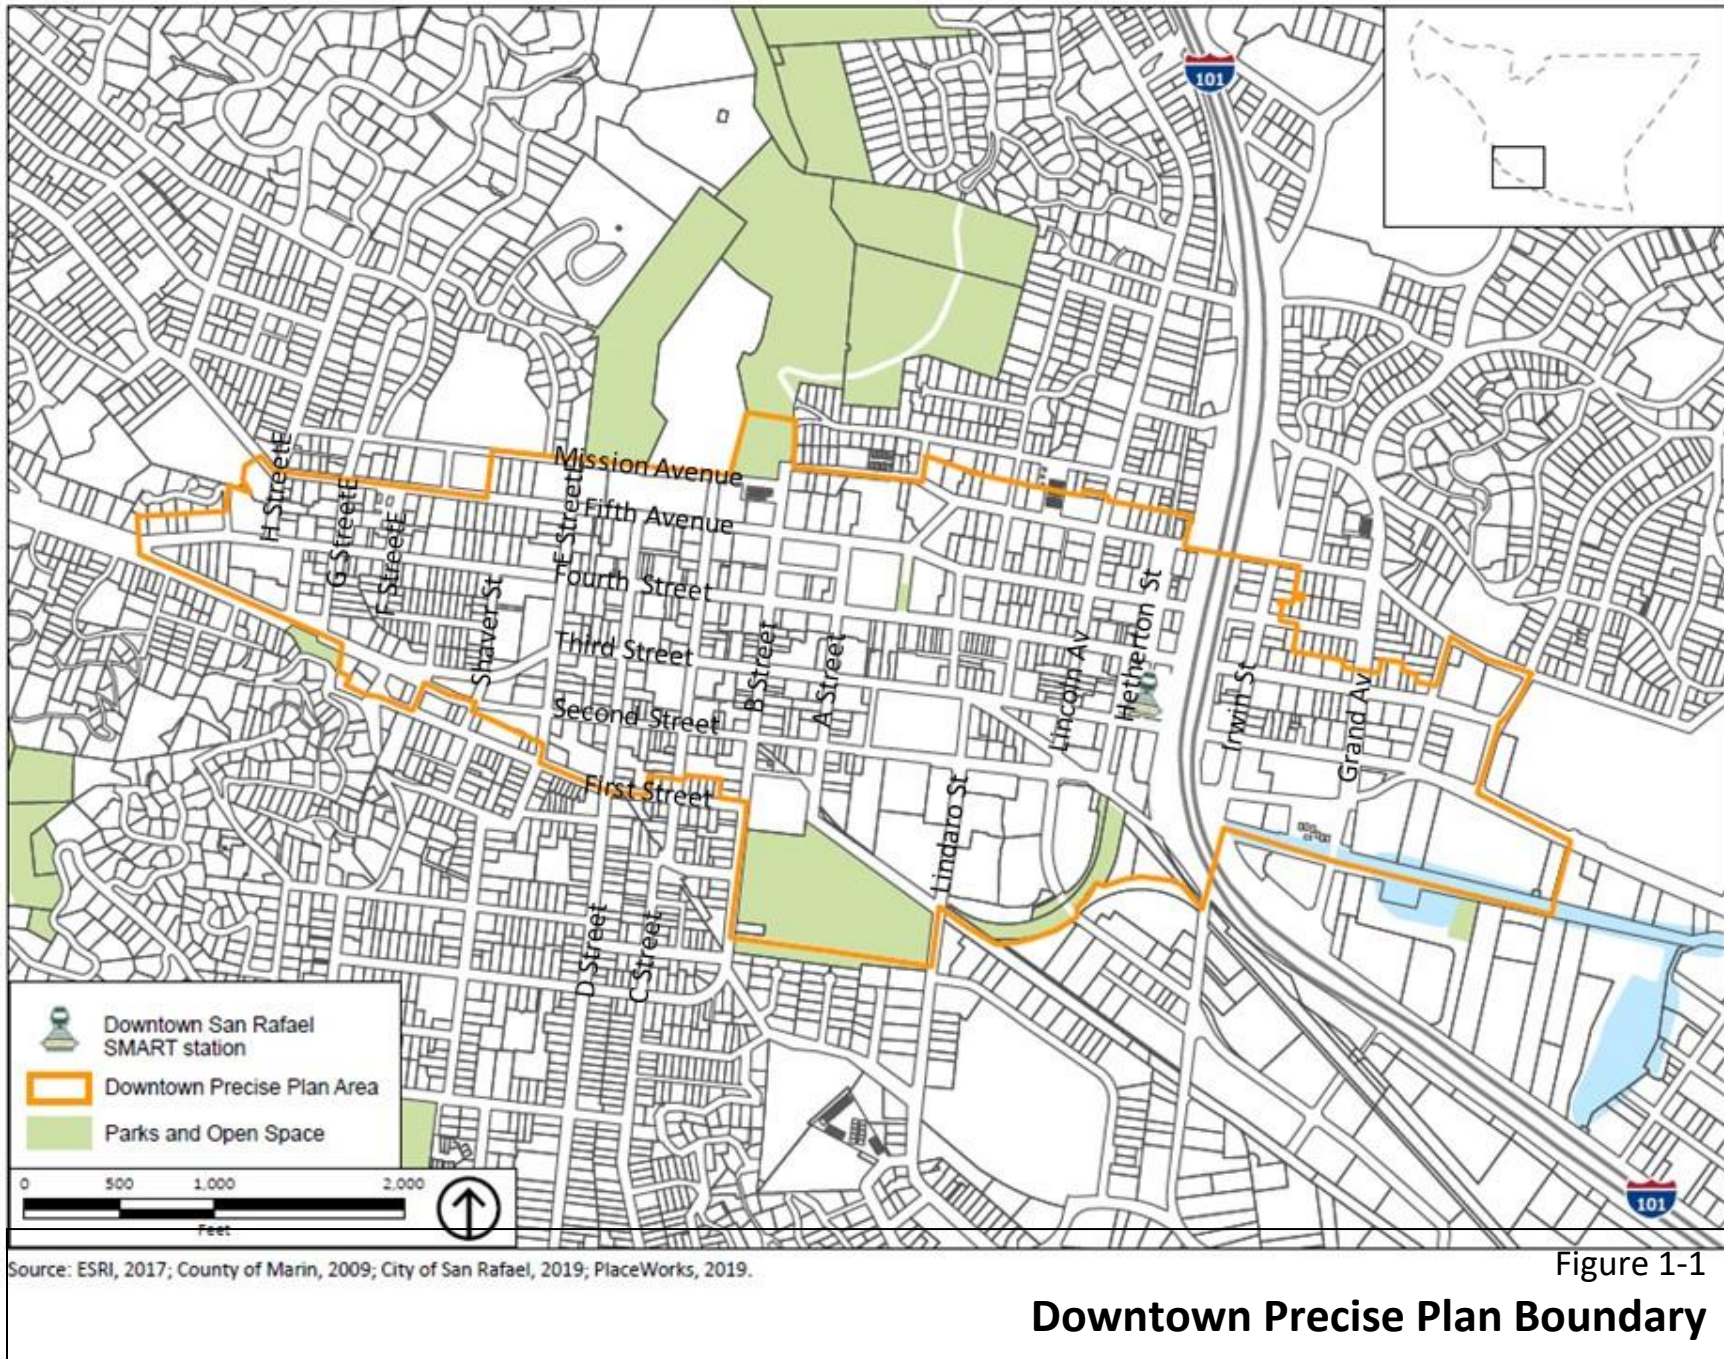 101
Mission Avenue
H StreetE
G StreetE
F StreetE
E Street
Fifth Avenue
Fourth Street
Shaver St
Third Street
B Street
A Street
Second Street
Lincoln Av
Hetherton St
Irwin St
Grand Av
First Street
Lindaro St
D Street
C Street
Downtown San Rafael
SMART station
Downtown Precise Plan Area
Parks and Open Space
0 500 1,000 2,000
Feet
101
Source: ESRI, 2017; County of Marin, 2009; City of San Rafael, 2019; PlaceWorks, 2019.
Figure 1-1
Downtown Precise Plan Boundary